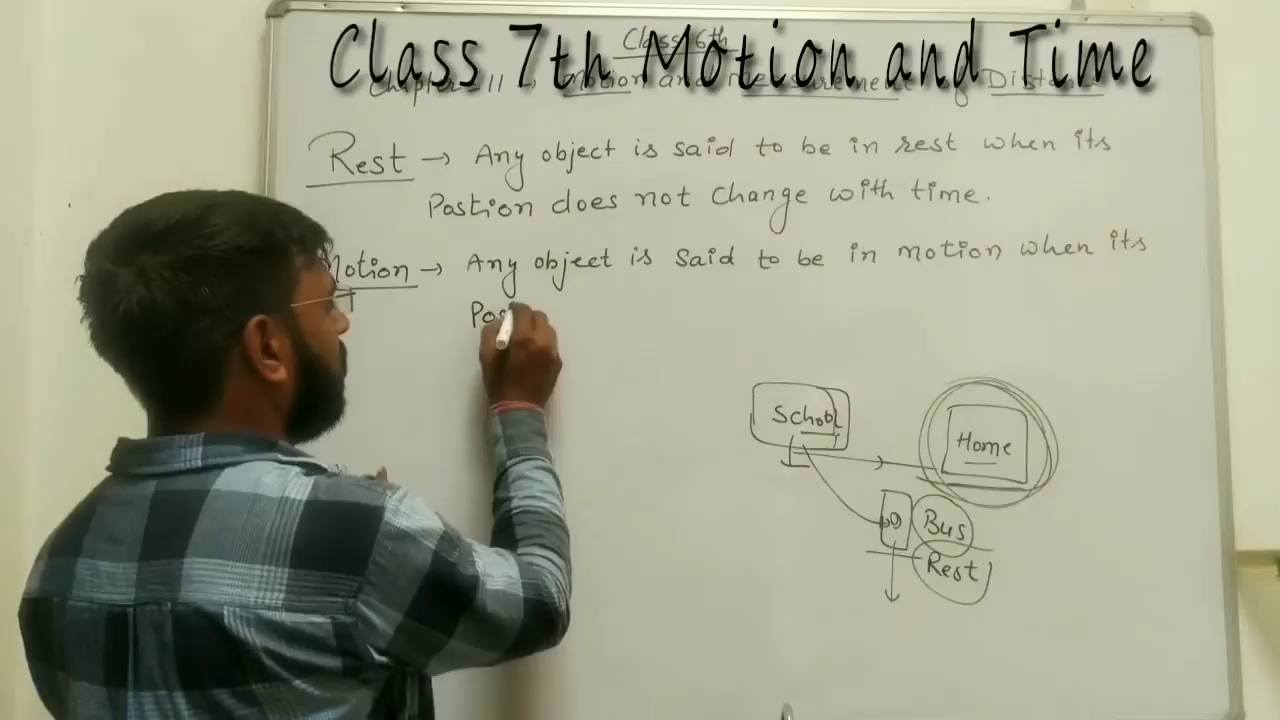 Class 7th Motion and Time
Class 6th
Chapter-11 Motion and Measurement of Distance
Rest → Any object is said to be in rest when its
Postion does not change with time.
Motion → Any object is said to be in motion when its
Pos
School
Home
Bus
Rest